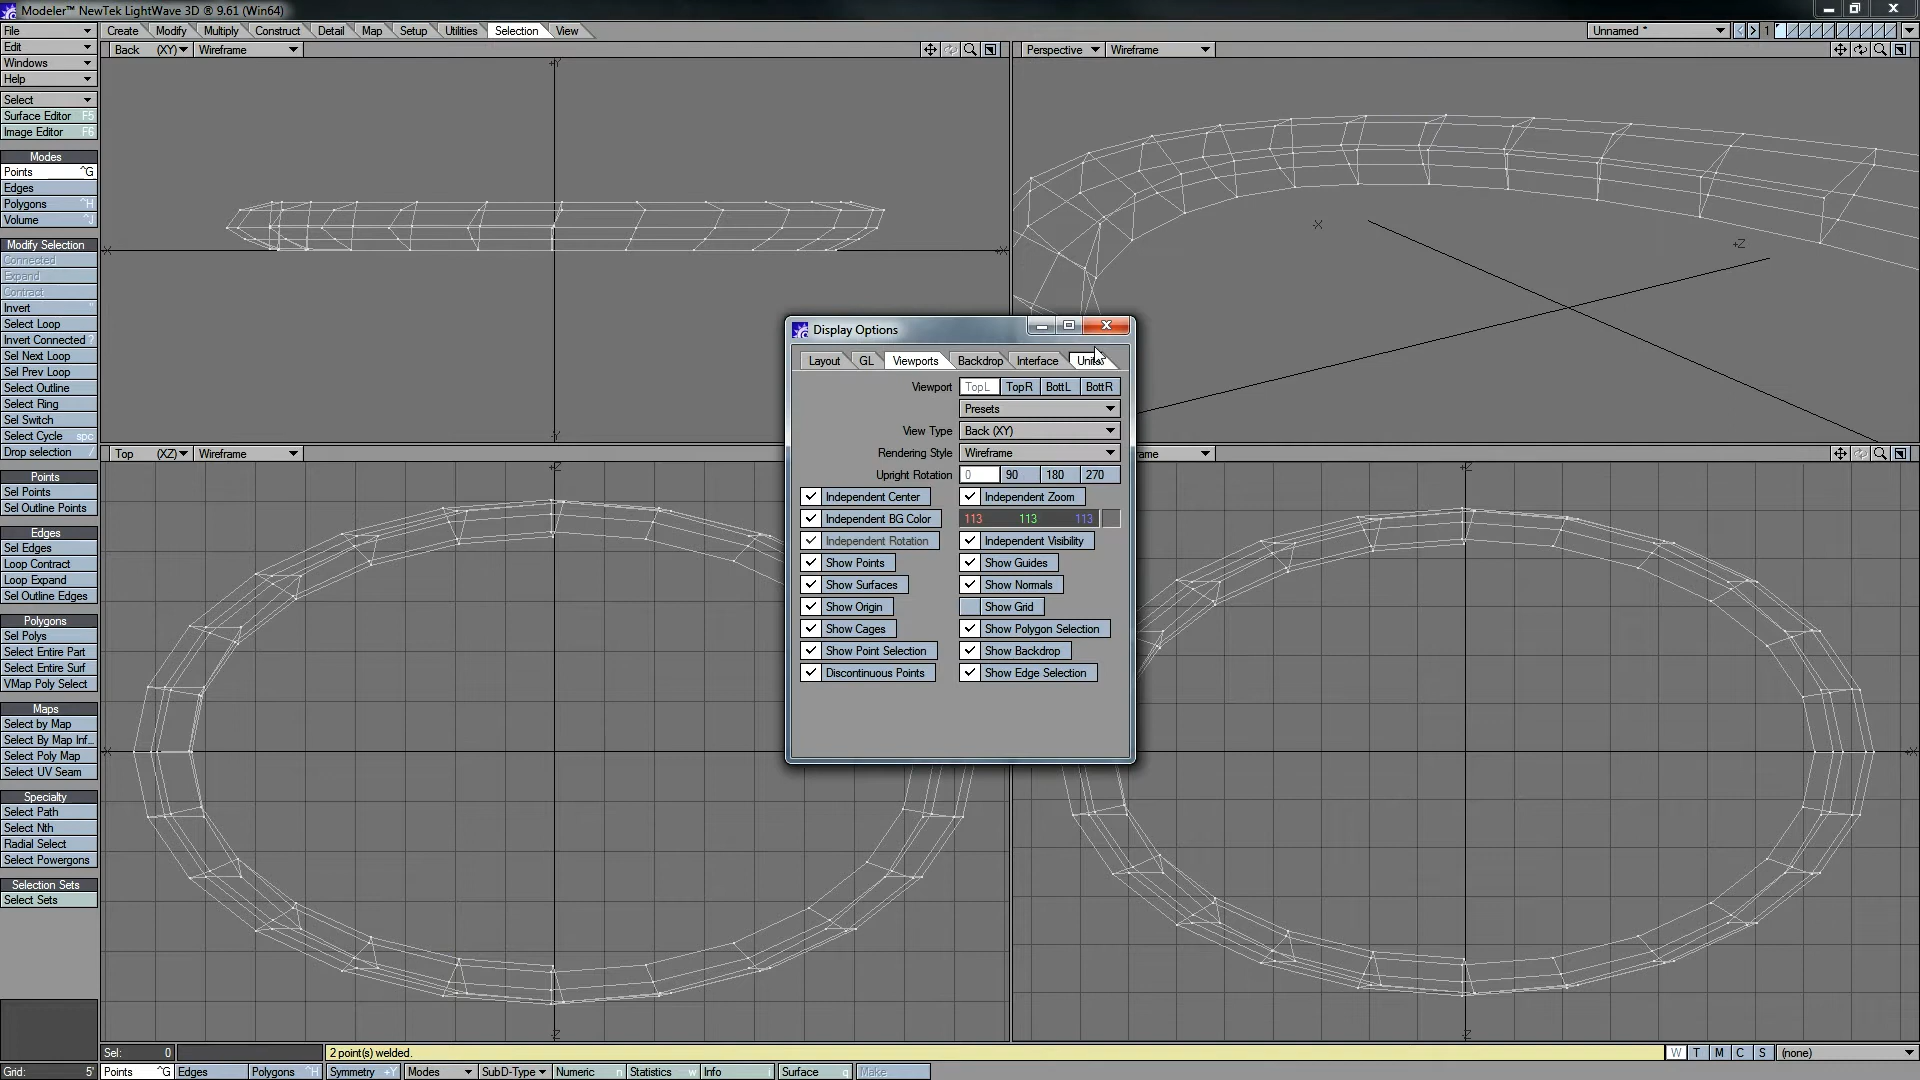 Modeler™ NewTek LightWave 3D ® 9.61 (Win64)
File Create Modify Multiply Construct Detail Map Setup Utilities Selection View Unnamed * < > 1
Edit Back (XY) Wireframe Perspective Wireframe
Windows
Help
Select
Surface Editor F5
Image Editor F6
Modes
Points ^G
Edges
Polygons ^H
Volume ^J
Modify Selection
Connected
Expand
Contract
Invert "
Select Loop
Invert Connected ?
Sel Next Loop
Sel Prev Loop
Select Outline
Select Ring
Sel Switch
Select Cycle spc
Drop selection /
Points
Sel Points
Sel Outline Points
Edges
Sel Edges
Loop Contract
Loop Expand
Sel Outline Edges
Polygons
Sel Polys
Select Entire Part
Select Entire Surf
VMap Poly Select
Maps
Select by Map
Select By Map Inf...
Select Poly Map
Select UV Seam
Specialty
Select Path
Select Nth
Radial Select
Select Powergons
Selection Sets
Select Sets
+Y
-X
+X
-Y
-X
+Z
Top (XZ) Wireframe
+Z
-X
-Z
ame
+Z
+X
-Z
Display Options
Layout GL Viewports Backdrop Interface Units
Viewport TopL TopR BottL BottR
Presets
View Type Back (XY)
Rendering Style Wireframe
Upright Rotation 0 90 180 270
Independent Center Independent Zoom
Independent BG Color 113 113 113
Independent Rotation Independent Visibility
Show Points Show Guides
Show Surfaces Show Normals
Show Origin Show Grid
Show Cages Show Polygon Selection
Show Point Selection Show Backdrop
Discontinuous Points Show Edge Selection
Sel: 0 2 point(s) welded. W T M C S (none)
Grid: 5' Points ^G Edges Polygons ^H Symmetry +Y Modes SubD-Type Numeric n Statistics w Info i Surface q Make